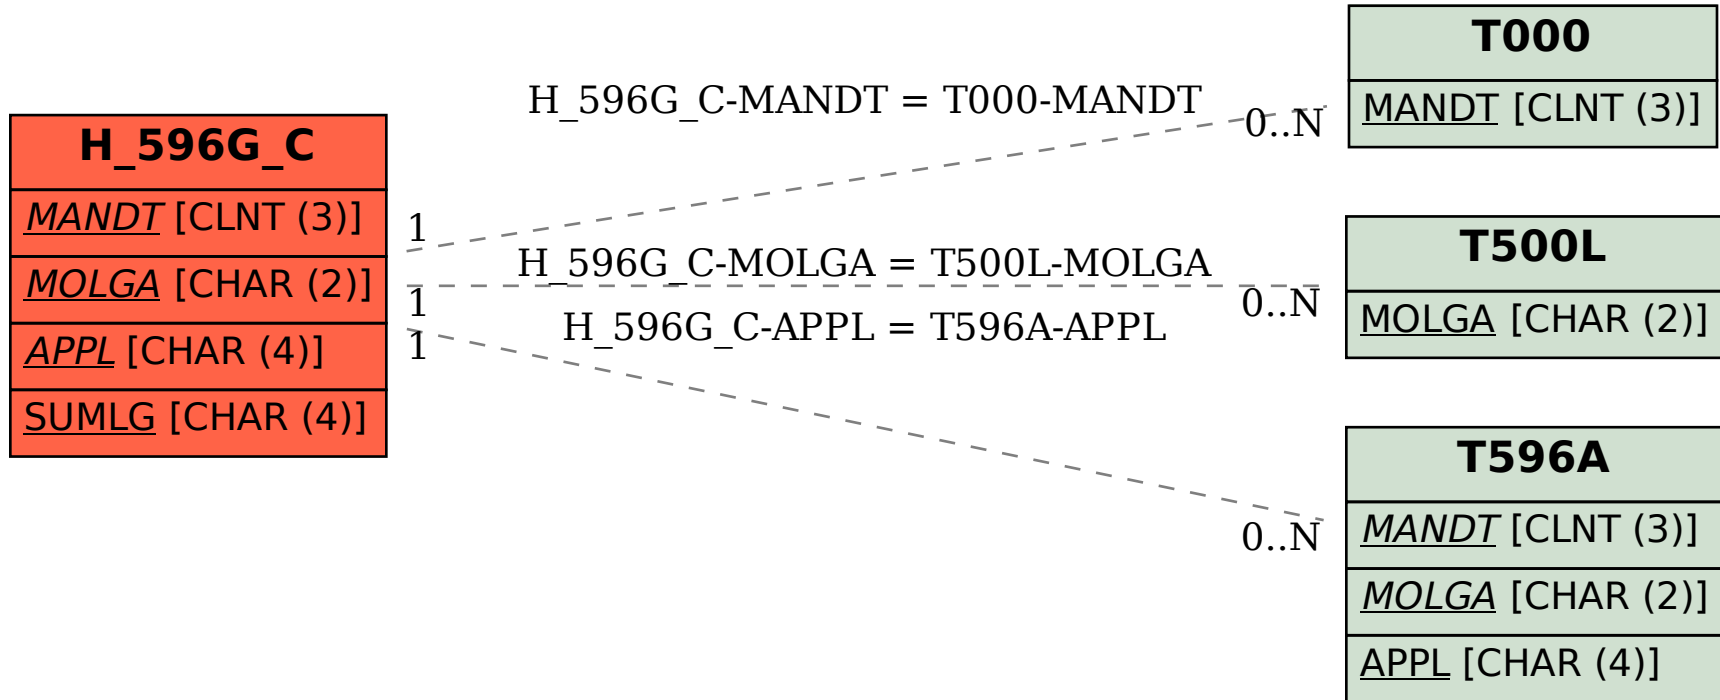 H_596G_C
MANDT [CLNT (3)]
MOLGA [CHAR (2)]
APPL [CHAR (4)]
SUMLG [CHAR (4)]
H_596G_C-MANDT = T000-MANDT
1
0..N
H_596G_C-MOLGA = T500L-MOLGA
1
0..N
H_596G_C-APPL = T596A-APPL
1
0..N
T000
MANDT [CLNT (3)]
T500L
MOLGA [CHAR (2)]
T596A
MANDT [CLNT (3)]
MOLGA [CHAR (2)]
APPL [CHAR (4)]